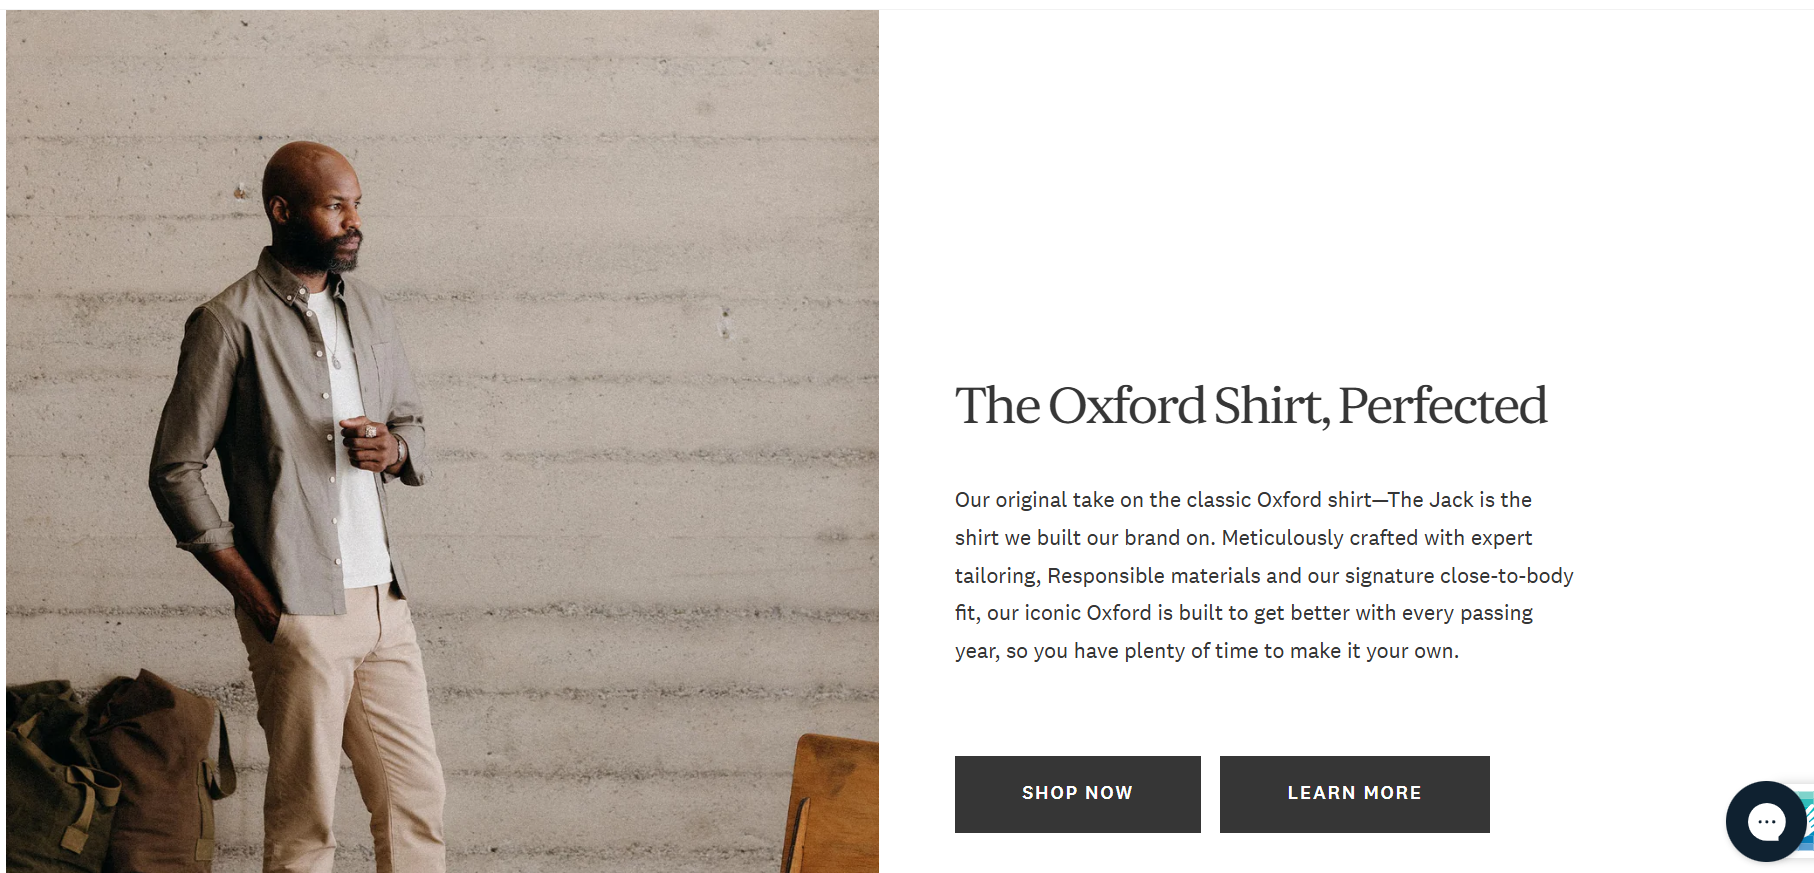 The Oxford Shirt, Perfected
Our original take on the classic Oxford shirt—The Jack is the
shirt we built our brand on. Meticulously crafted with expert
tailoring, Responsible materials and our signature close-to-body
fit, our iconic Oxford is built to get better with every passing
year, so you have plenty of time to make it your own.
SHOP NOW
LEARN MORE